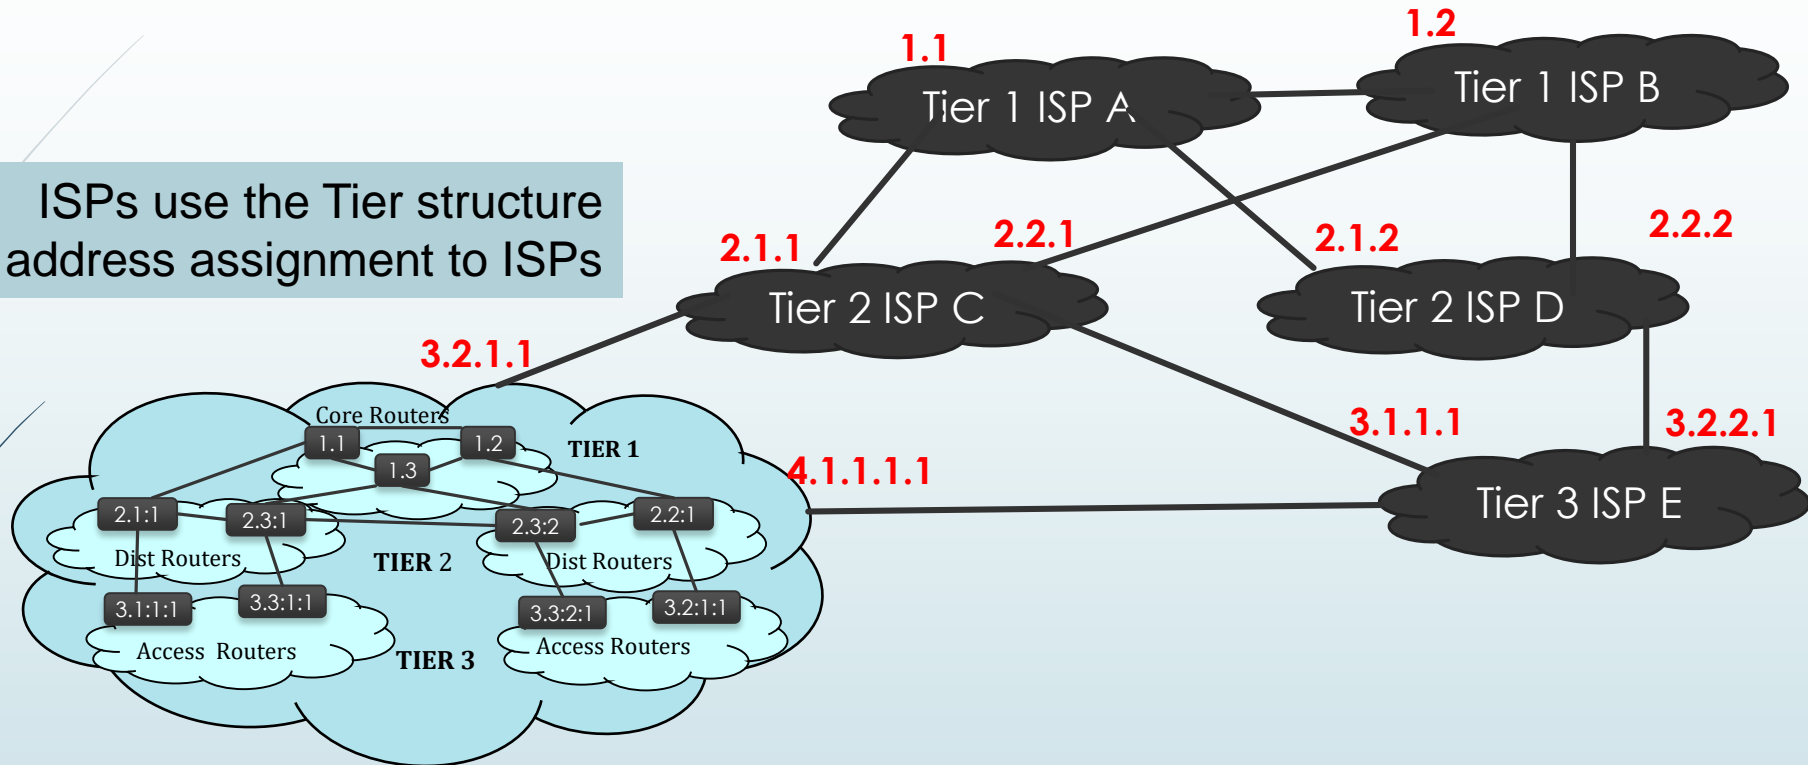 1.1
1.2
Tier 1 ISP A
Tier 1 ISP B
ISPs use the Tier structure
address assignment to ISPs
2.1.1
2.2.1
2.1.2
2.2.2
Tier 2 ISP C
Tier 2 ISP D
3.2.1.1
3.1.1.1
3.2.2.1
4.1.1.1.1
Tier 3 ISP E
Core Routers
1.1
1.2
TIER 1
1.3
2.1:1
2.3:1
2.3:2
2.2:1
Dist Routers
TIER 2
Dist Routers
3.1:1:1
3.3:1:1
3.3:2:1
3.2:1:1
Access Routers
TIER 3
Access Routers